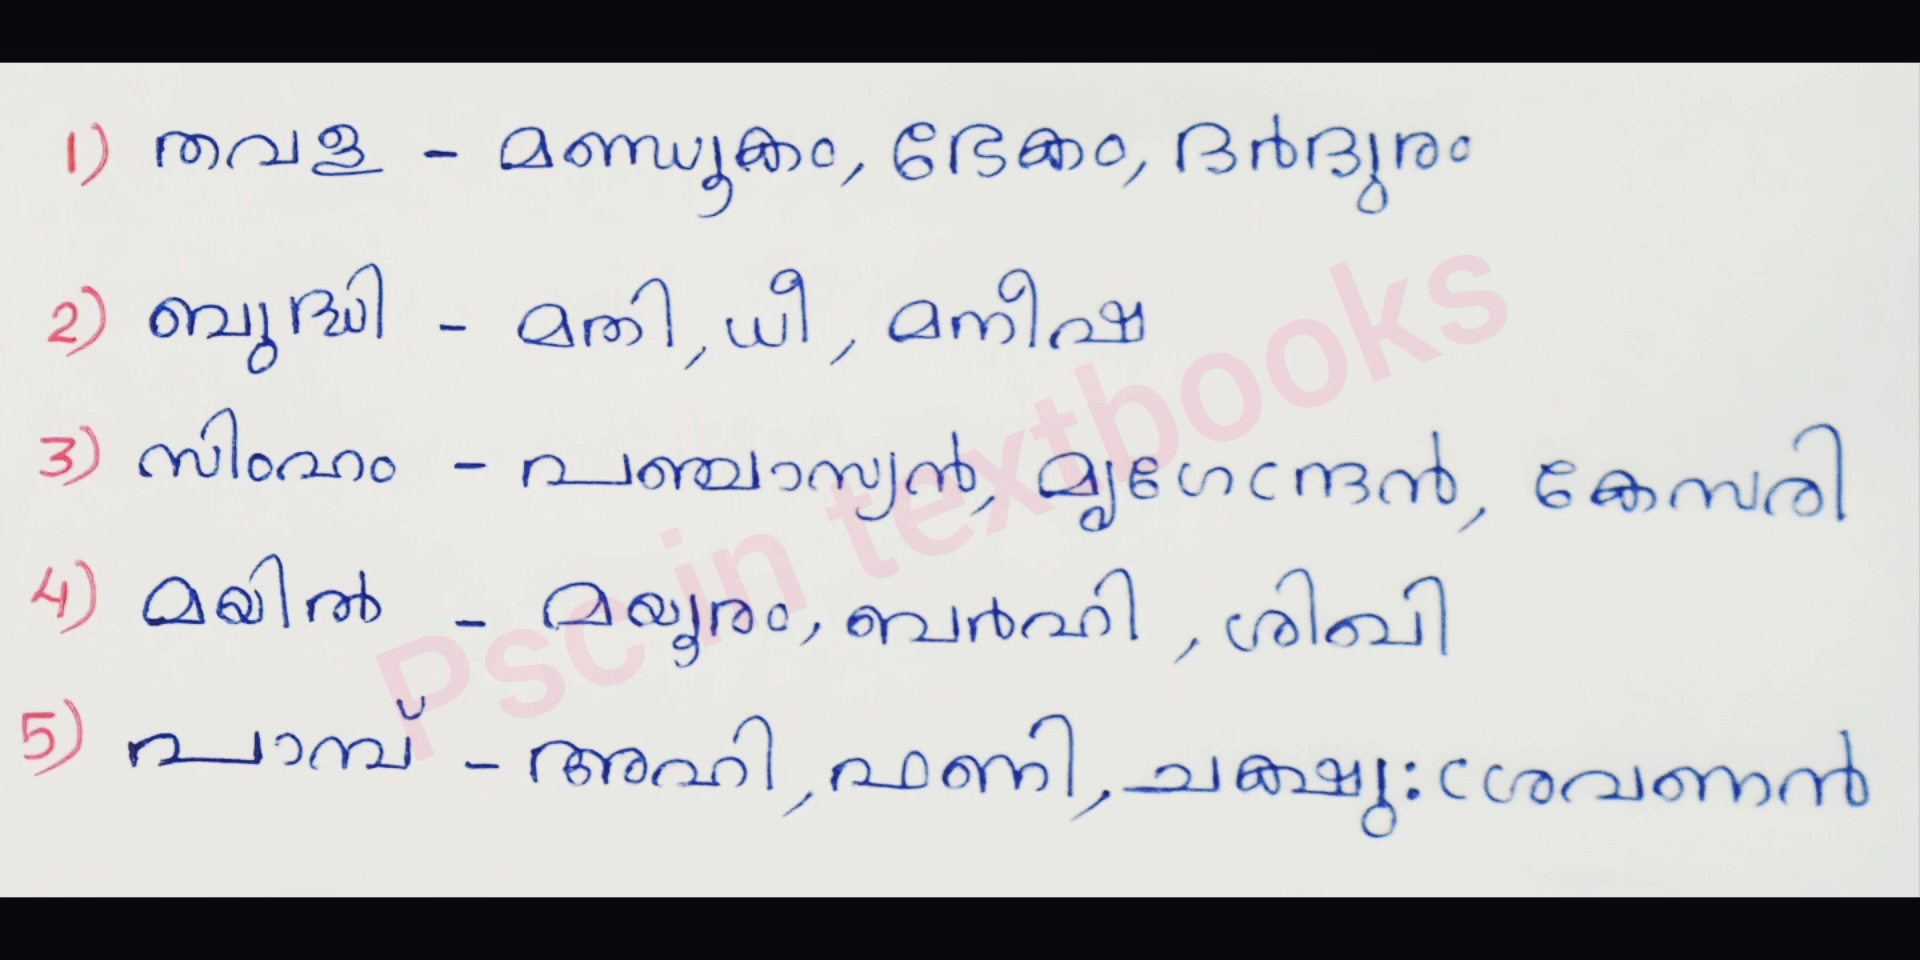 1) തവള - മണ്ഡൂകം, ഭേകം, ദർദുരം
2) ബുദ്ധി - മതി, ധീ, മനീഷ
3) സിംഹം - പഞ്ചാസ്യൻ, മൃഗേന്ദ്രൻ, കേസരി
4) മയിൽ - മയൂരം, ബർഹി, ശിഖി
5) പാമ്പ് - അഹി, ഫണി, ചക്ഷു:ശ്രവണൻ
Psc in textbooks